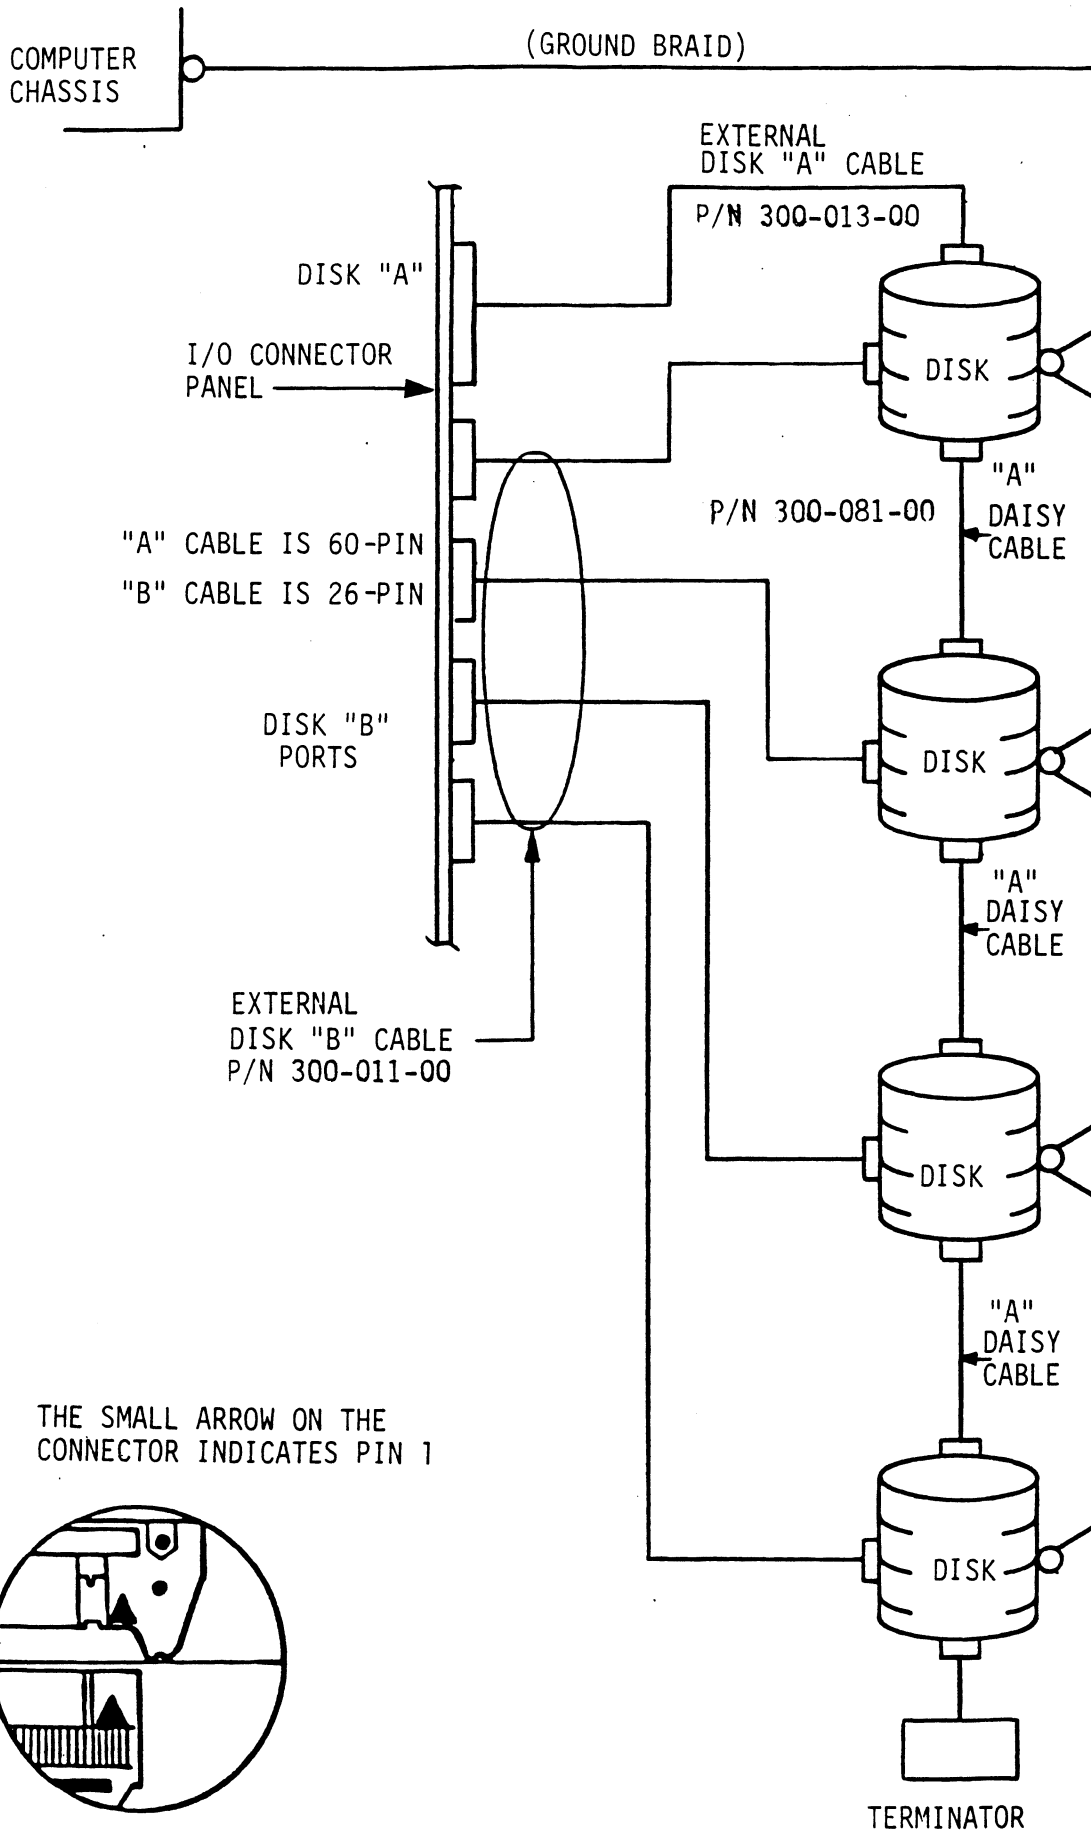 COMPUTER
CHASSIS
(GROUND BRAID)
EXTERNAL
DISK "A" CABLE
P/N 300-013-00
DISK "A"
I/O CONNECTOR
PANEL
DISK
"A"
DAISY
CABLE
P/N 300-081-00
"A" CABLE IS 60-PIN
"B" CABLE IS 26-PIN
DISK "B"
PORTS
DISK
"A"
DAISY
CABLE
EXTERNAL
DISK "B" CABLE
P/N 300-011-00
DISK
"A"
DAISY
CABLE
THE SMALL ARROW ON THE
CONNECTOR INDICATES PIN 1
DISK
TERMINATOR